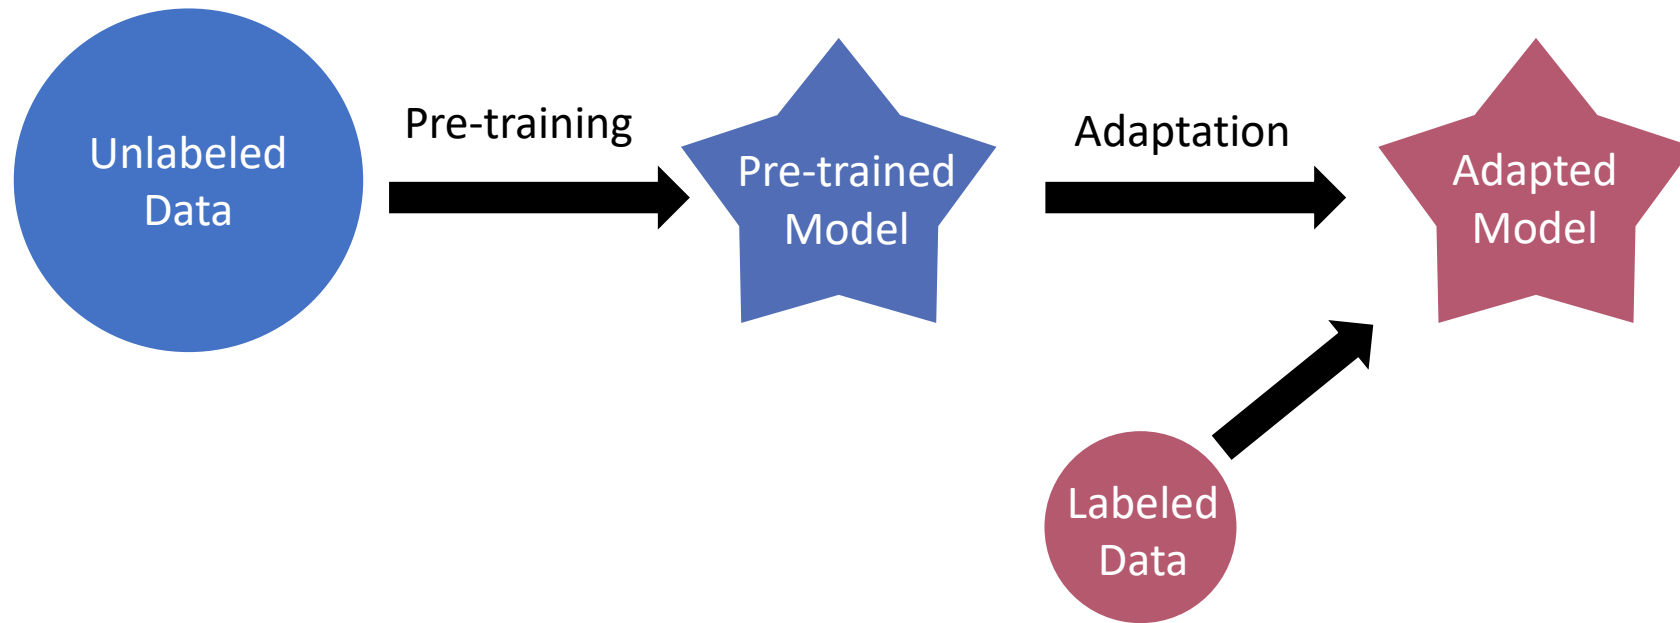 Unlabeled
Data
Pre-training
Pre-trained
Model
Adaptation
Adapted
Model
Labeled
Data